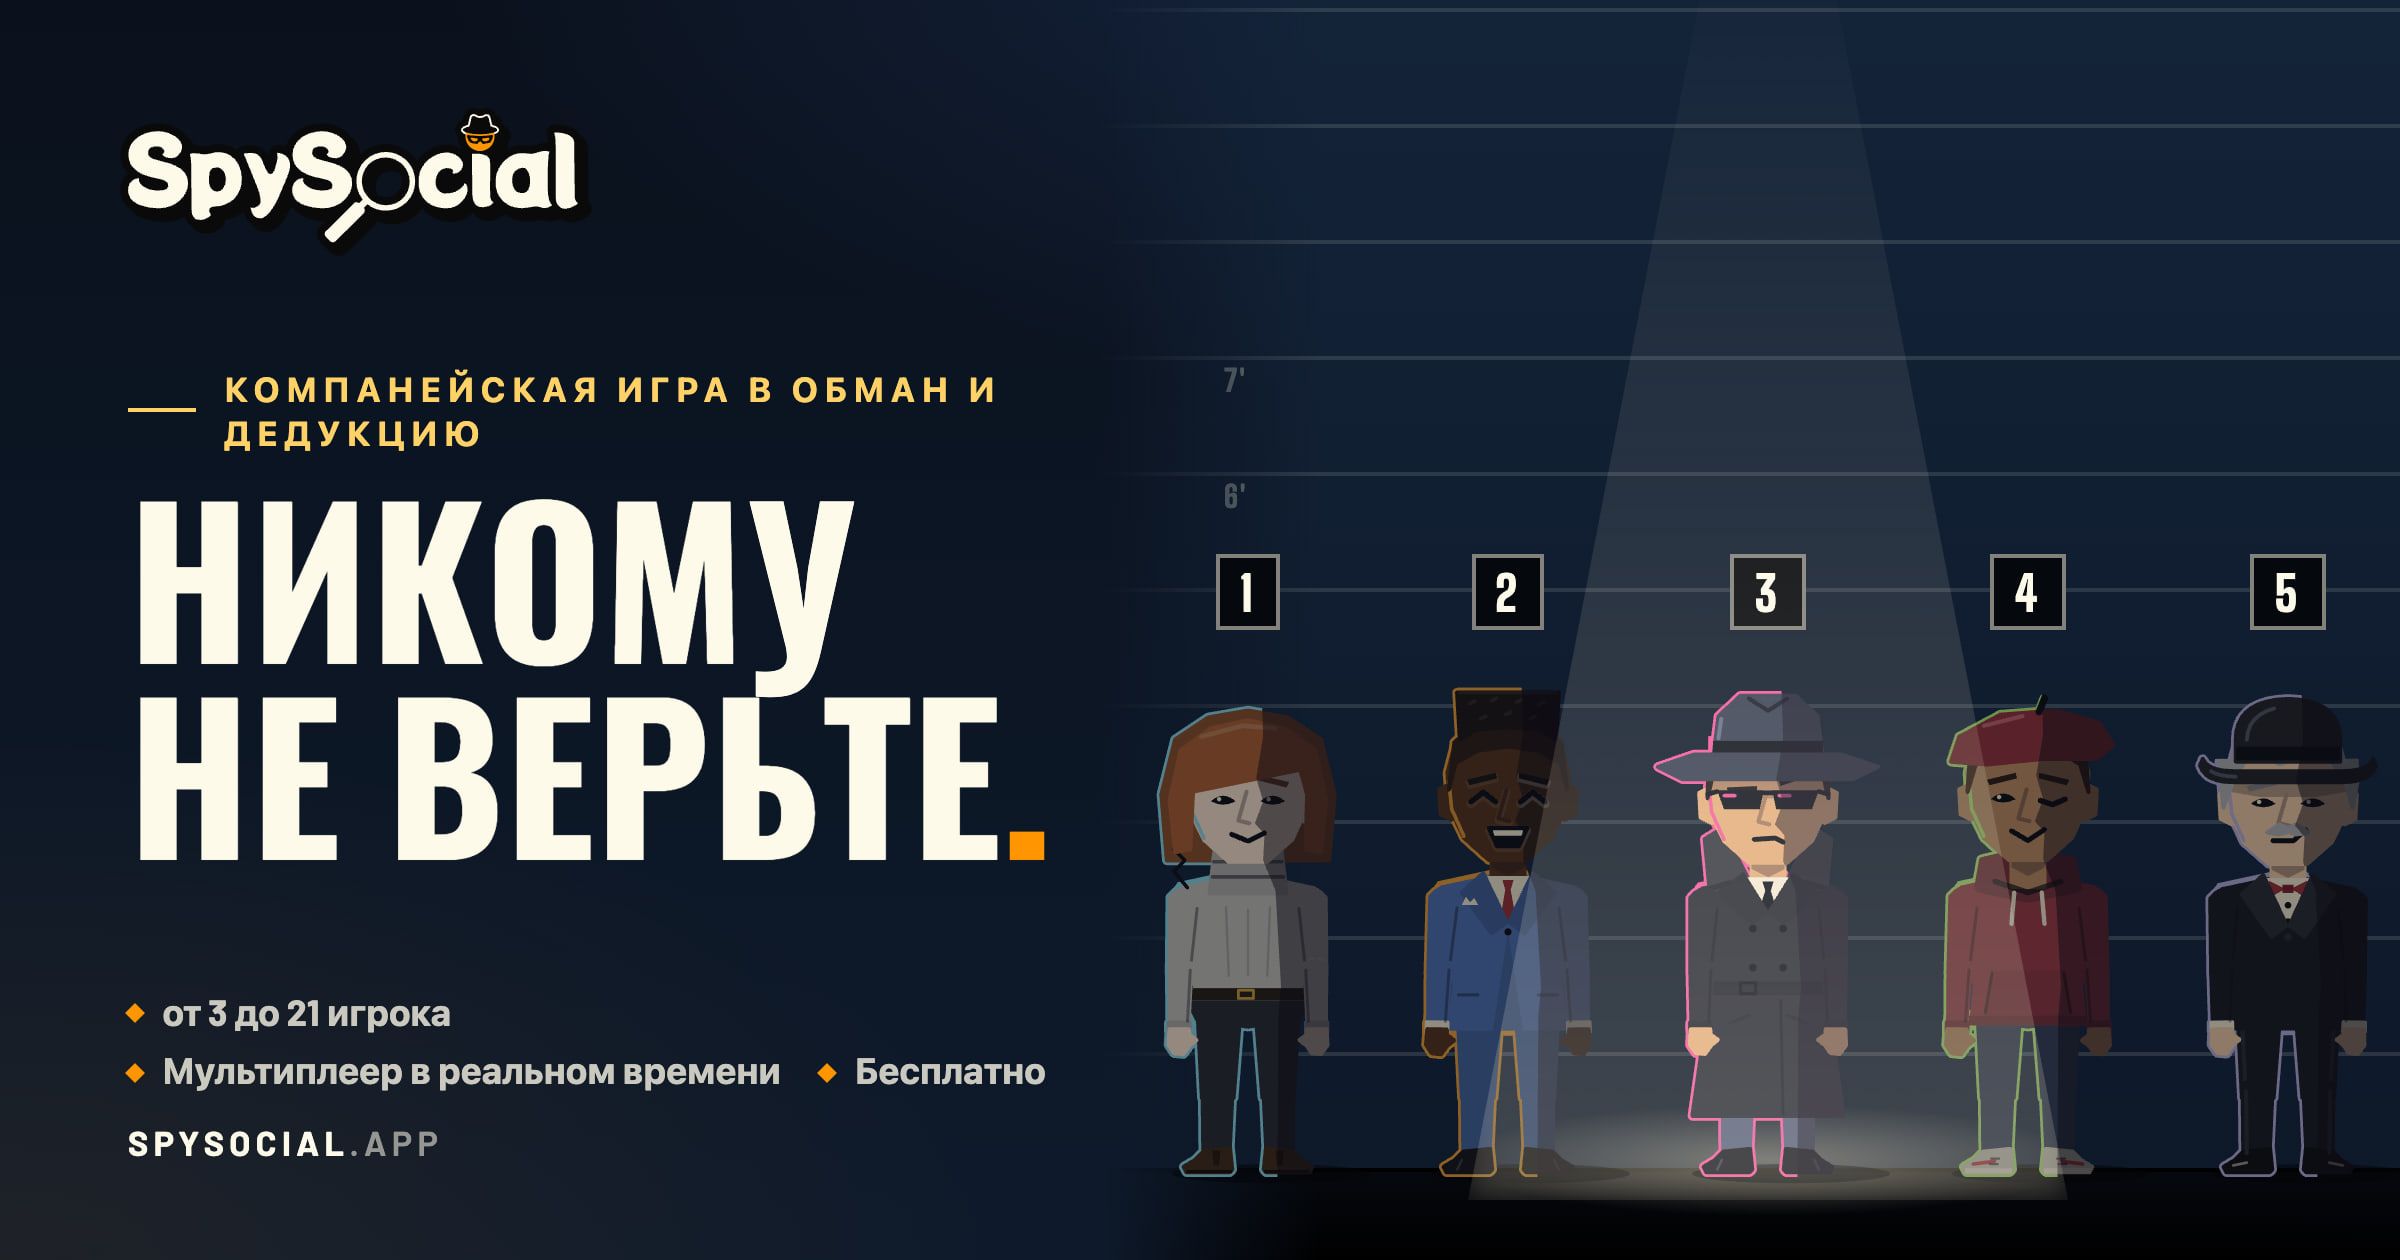 SpySocial
КОМПАНЕЙСКАЯ ИГРА В ОБМАН И
ДЕДУКЦИЮ
НИКОМУ
НЕ ВЕРЬТЕ.
от 3 до 21 игрока
Мультиплеер в реальном времени
Бесплатно
SPYSOCIAL.APP
7'
6'
1
2
3
4
5